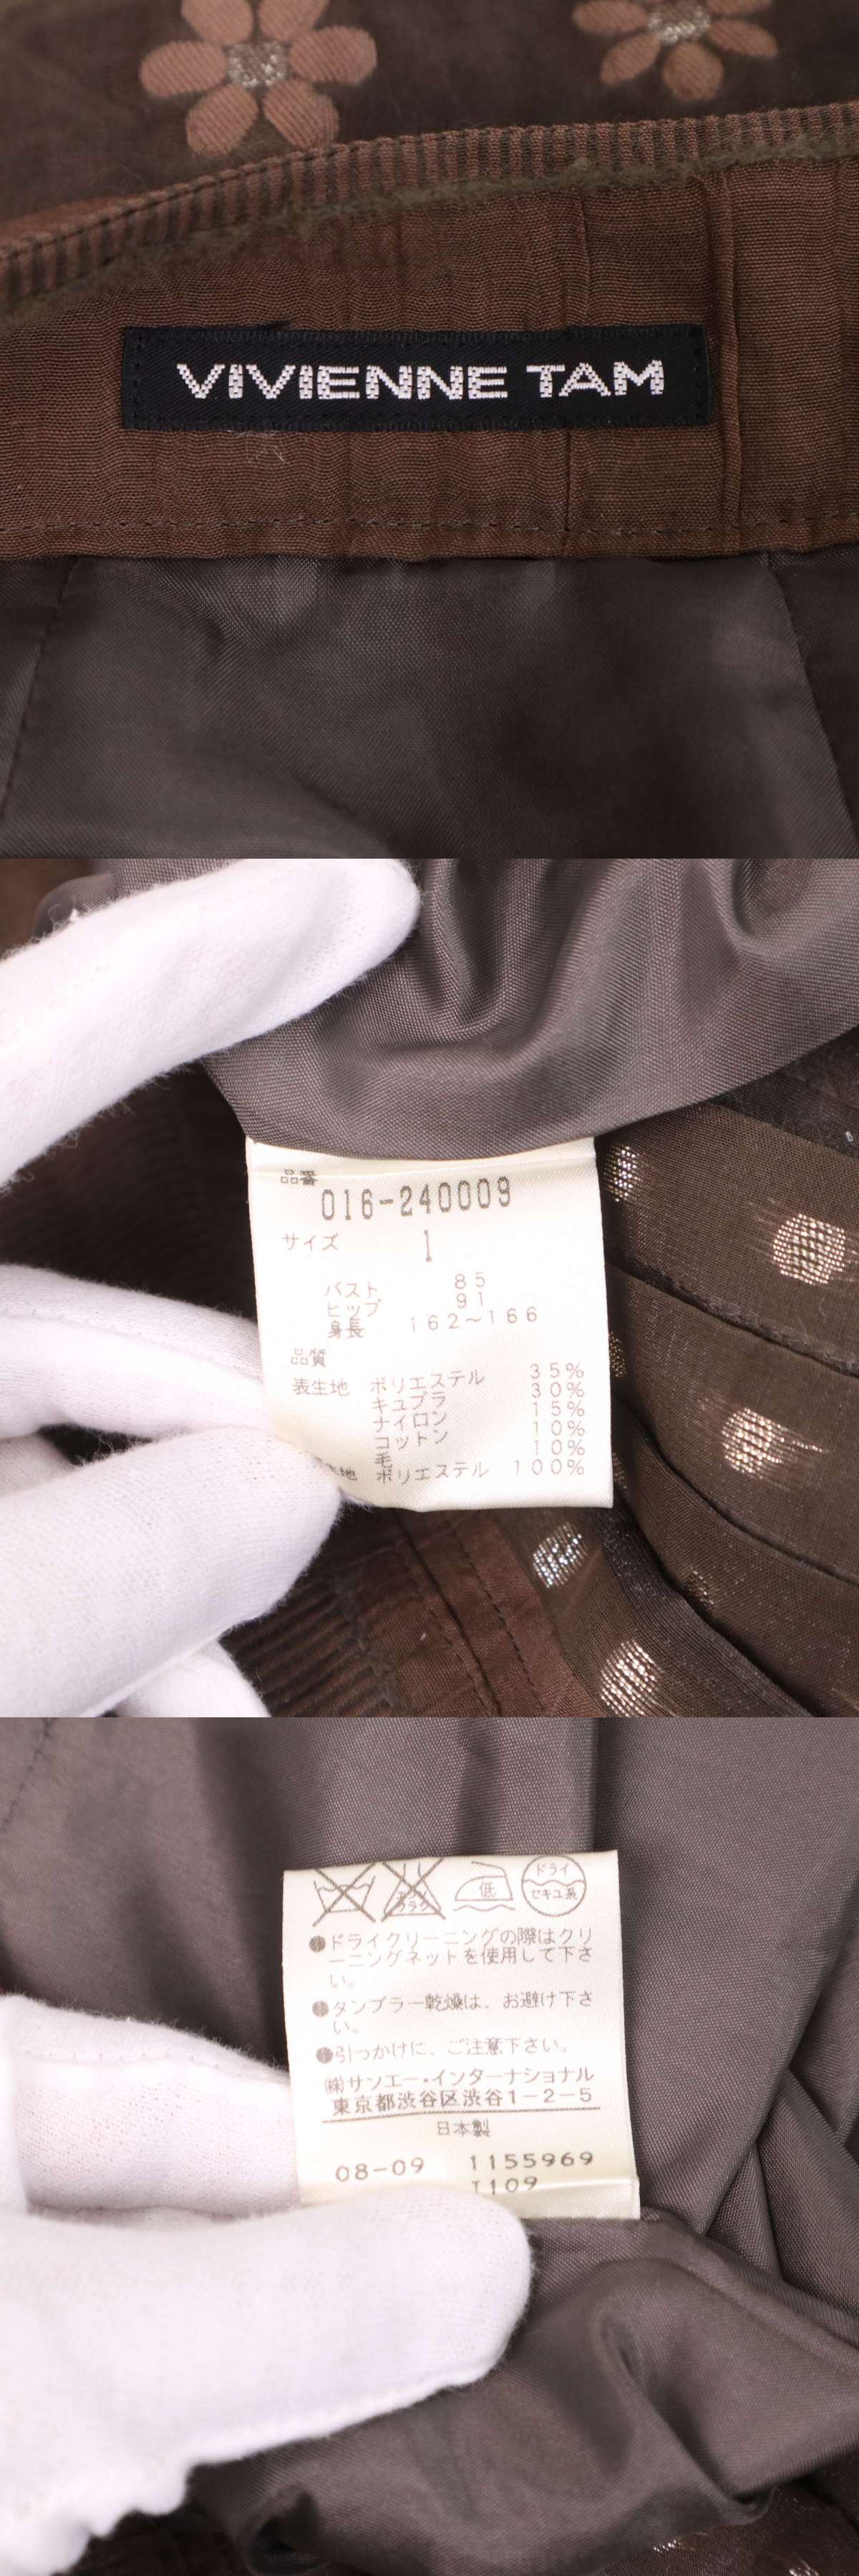 VIVIENNE TAM
品番
016-240009
サイズ 1
バスト 85
ヒップ 91
身長 162~166
品質
表生地 ポリエステル 35%
キュプラ 30%
ナイロン 15%
コットン 10%
毛 10%
生地 ポリエステル 100%
低
ドライ
セキユ系
●ドライクリーニングの際はクリ
ーニングネットを使用して下さ
い。
●タンブラー乾燥は、お避け下さ
い。
●引っかけに、ご注意下さい。
㈱サンエー・インターナショナル
東京都渋谷区渋谷1-2-5
日本製
08-09 1155969
1109